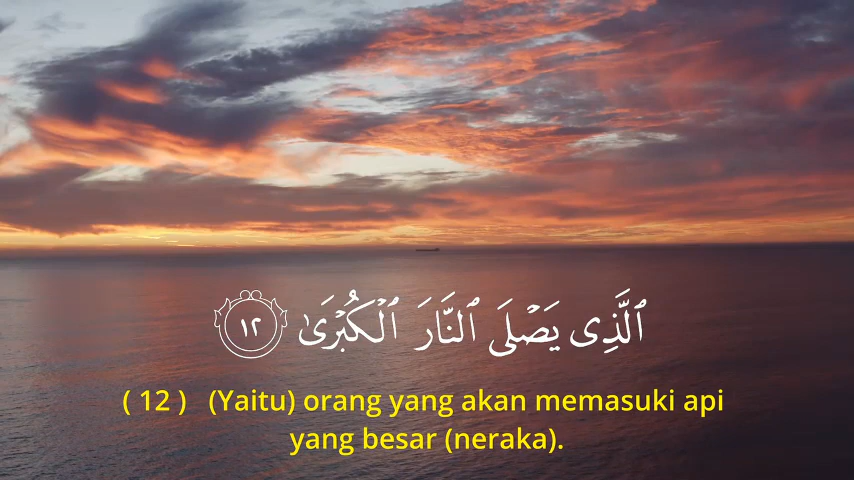 ٱلَّذِى يَصْلَى ٱلنَّارَ ٱلْكُبْرَىٰ ١٢
( 12 ) (Yaitu) orang yang akan memasuki api
yang besar (neraka).